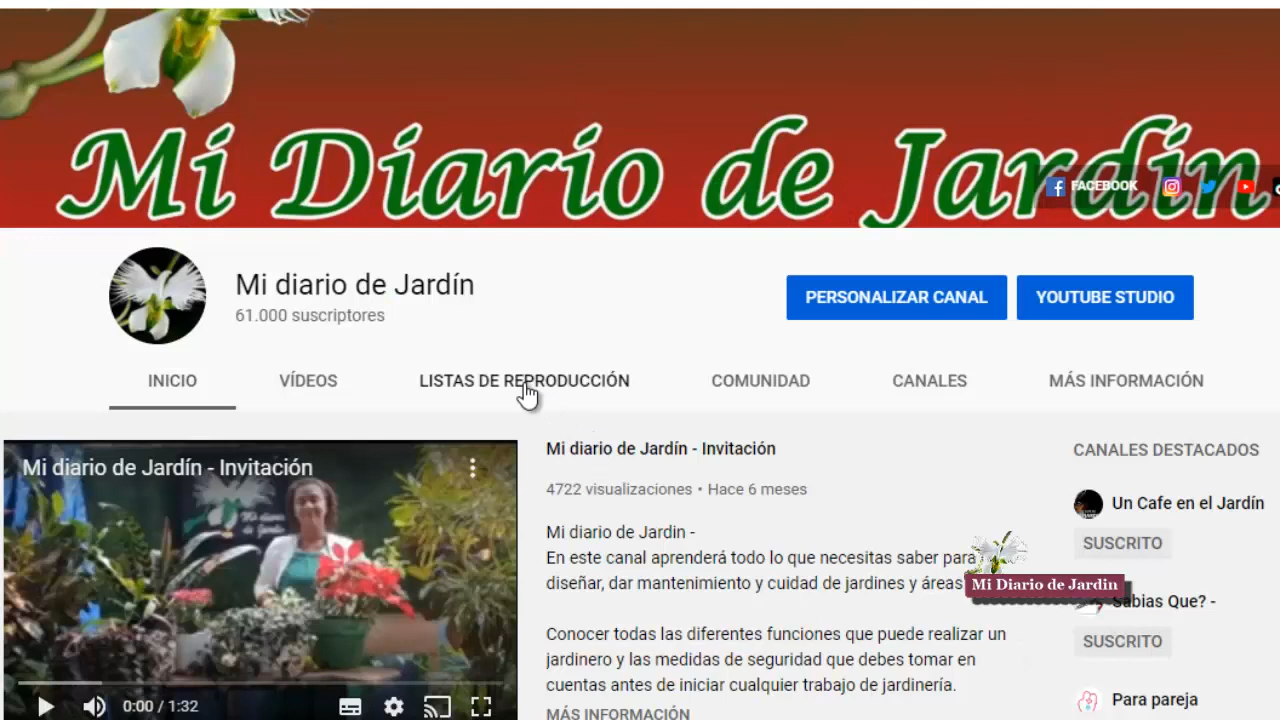 Mi Diario de Jardín
FACEBOOK
Mi diario de Jardín
61.000 suscriptores
PERSONALIZAR CANAL
YOUTUBE STUDIO
INICIO
VÍDEOS
LISTAS DE REPRODUCCIÓN
COMUNIDAD
CANALES
MÁS INFORMACIÓN
Mi diario de Jardín - Invitación
Mi diario de Jardín
0:00 / 1:32
Mi diario de Jardín - Invitación
4722 visualizaciones • Hace 6 meses
Mi diario de Jardin -
En este canal aprenderá todo lo que necesitas saber para
diseñar, dar mantenimiento y cuidad de jardines y áreas
Conocer todas las diferentes funciones que puede realizar un
jardinero y las medidas de seguridad que debes tomar en
cuentas antes de iniciar cualquier trabajo de jardinería.
MÁS INFORMACIÓN
CANALES DESTACADOS
Un Cafe en el Jardín
SUSCRITO
Mi Diario de Jardin
Sabias Que? -
SUSCRITO
Para pareja